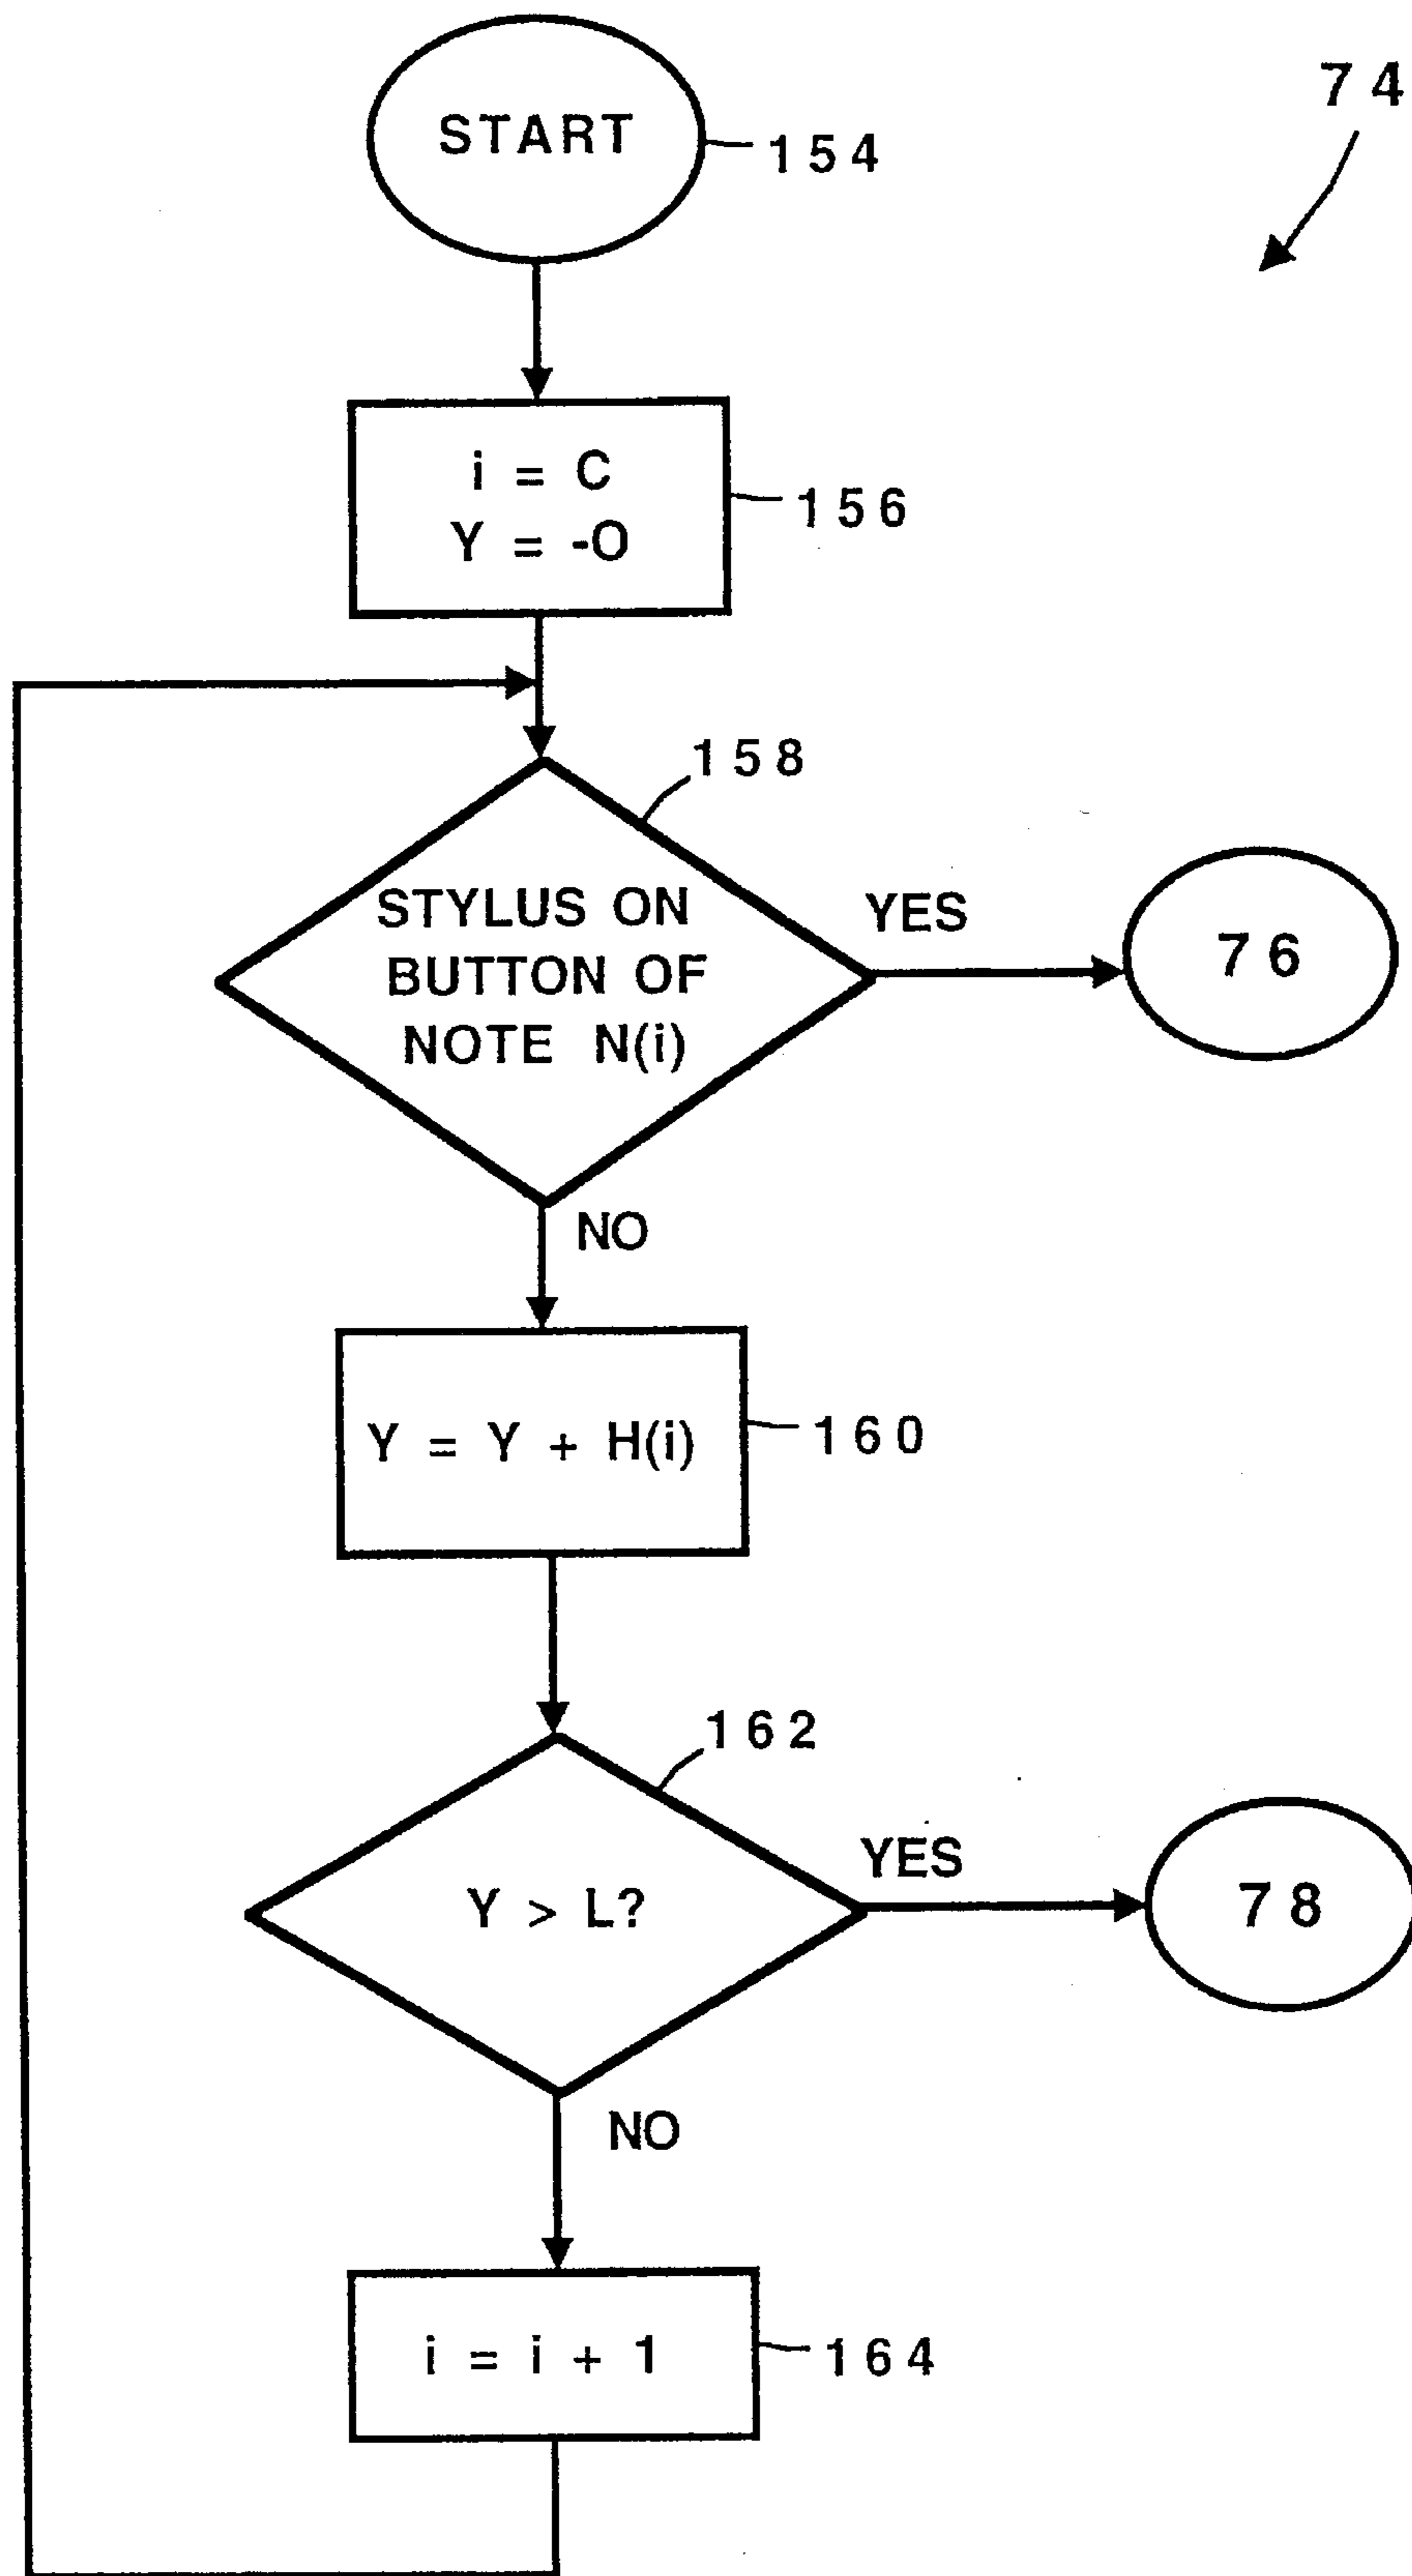 74
START
154
i = C
Y = -O
156
158
STYLUS ON
BUTTON OF
NOTE N(i)
YES
76
NO
Y = Y + H(i)
160
162
Y > L?
YES
78
NO
i = i + 1
164